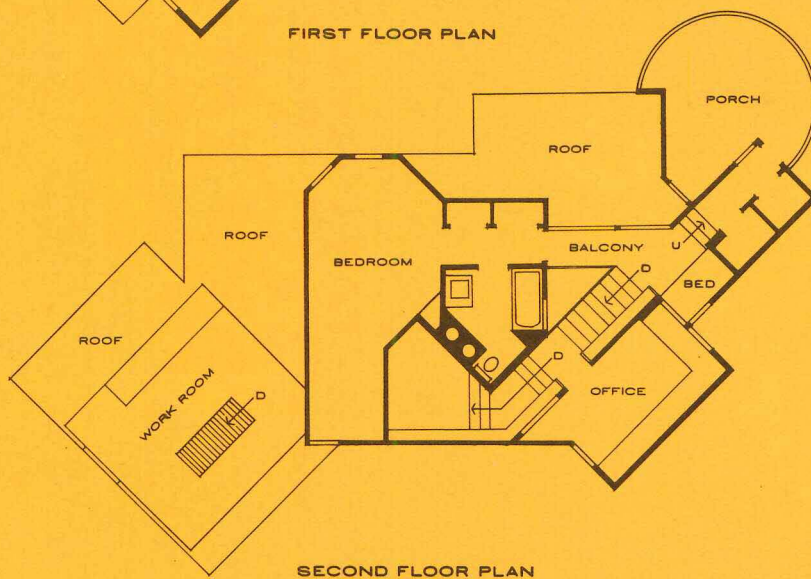 FIRST FLOOR PLAN
PORCH
ROOF
ROOF
BALCONY
U
BEDROOM
D
BED
ROOF
D
OFFICE
WORK ROOM
D
SECOND FLOOR PLAN